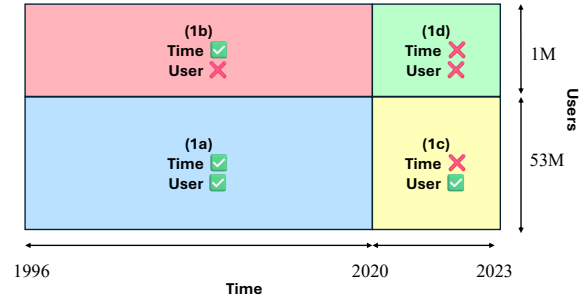 (1b)
Time ✅
User ❌
(1d)
Time ❌
User ❌
1M
(1a)
Time ✅
User ✅
(1c)
Time ❌
User ✅
53M
Users
1996
2020
2023
Time